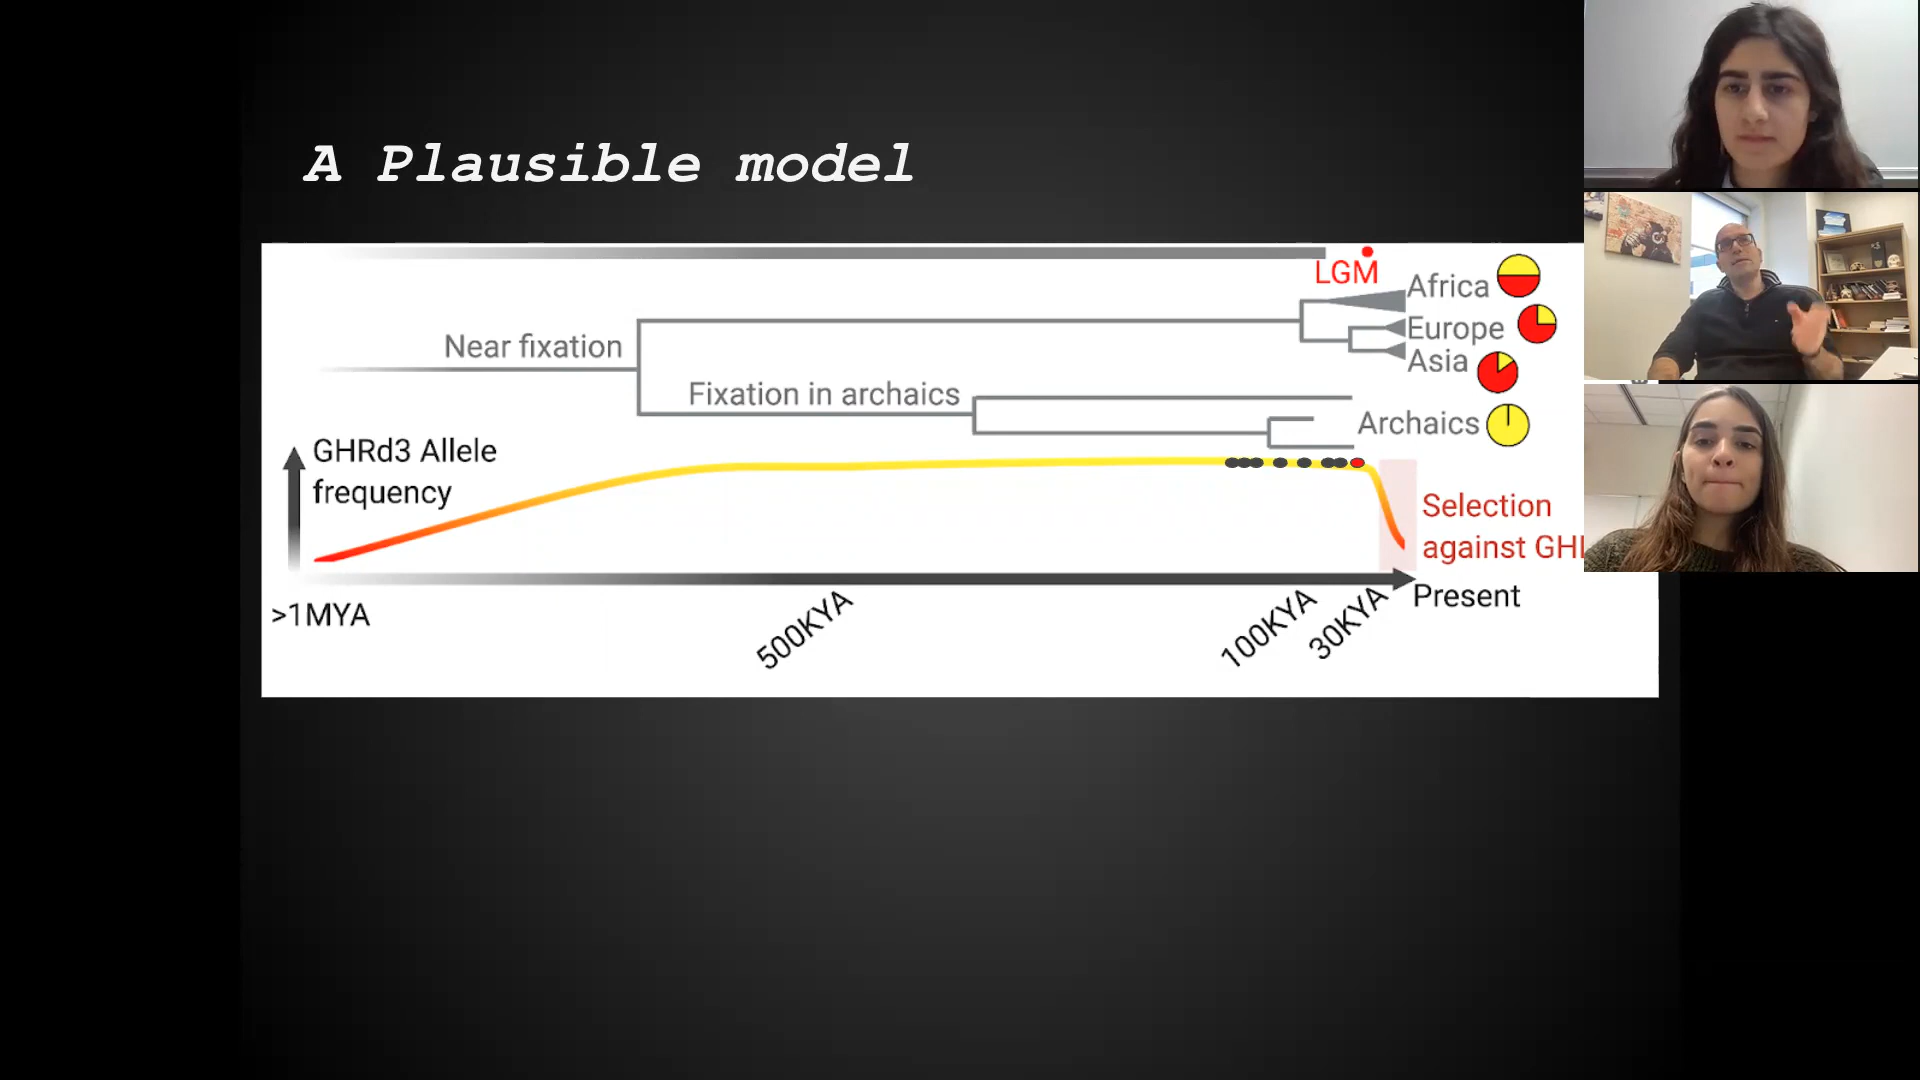 A Plausible model
LGM
Africa
Europe
Asia
Near fixation
Fixation in archaics
Archaics
GHRd3 Allele
frequency
Selection
against
>1MYA
500KYA
100KYA
30KYA
Present